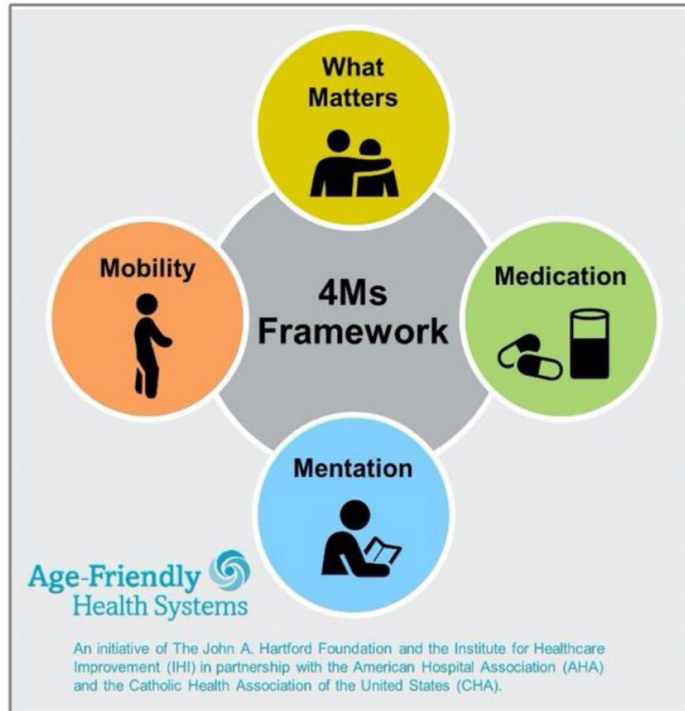 What
Matters
Mobility
4Ms
Framework
Medication
Mentation
Age-Friendly
Health Systems
An initiative of The John A. Hartford Foundation and the Institute for Healthcare
Improvement (IHI) in partnership with the American Hospital Association (AHA)
and the Catholic Health Association of the United States (CHA).